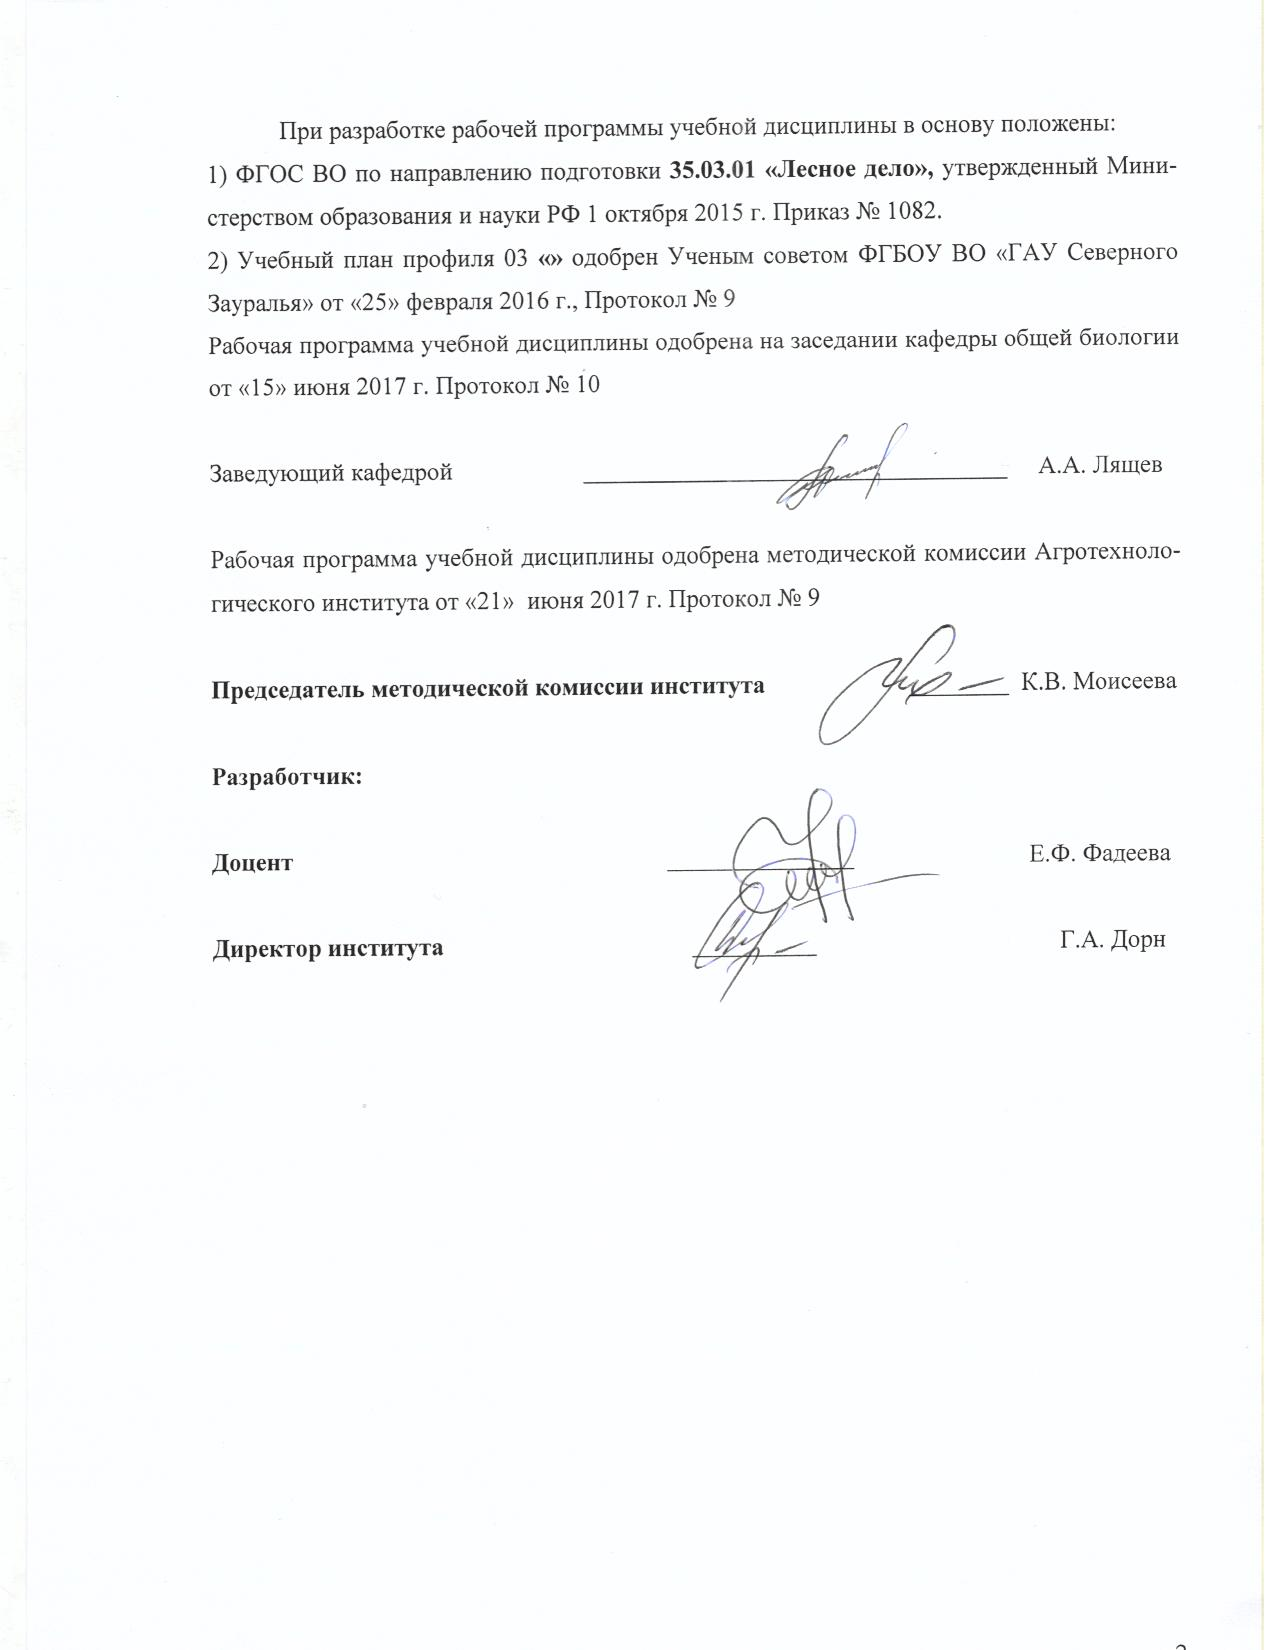 При разработке рабочей программы учебной дисциплины в основу положены:
1) ФГОС ВО по направлению подготовки 35.03.01 «Лесное дело», утвержденный Мини-
стерством образования и науки РФ 1 октября 2015 г. Приказ № 1082.
2) Учебный план профиля 03 «» одобрен Ученым советом ФГБОУ ВО «ГАУ Северного
Зауралья» от «25» февраля 2016 г., Протокол № 9
Рабочая программа учебной дисциплины одобрена на заседании кафедры общей биологии
от «15» июня 2017 г. Протокол № 10
Заведующий кафедрой А.А. Лящев
Рабочая программа учебной дисциплины одобрена методической комиссии Агротехноло-
гического института от «21» июня 2017 г. Протокол № 9
Председатель методической комиссии института К.В. Моисеева
Разработчик:
Доцент Е.Ф. Фадеева
Директор института Г.А. Дорн